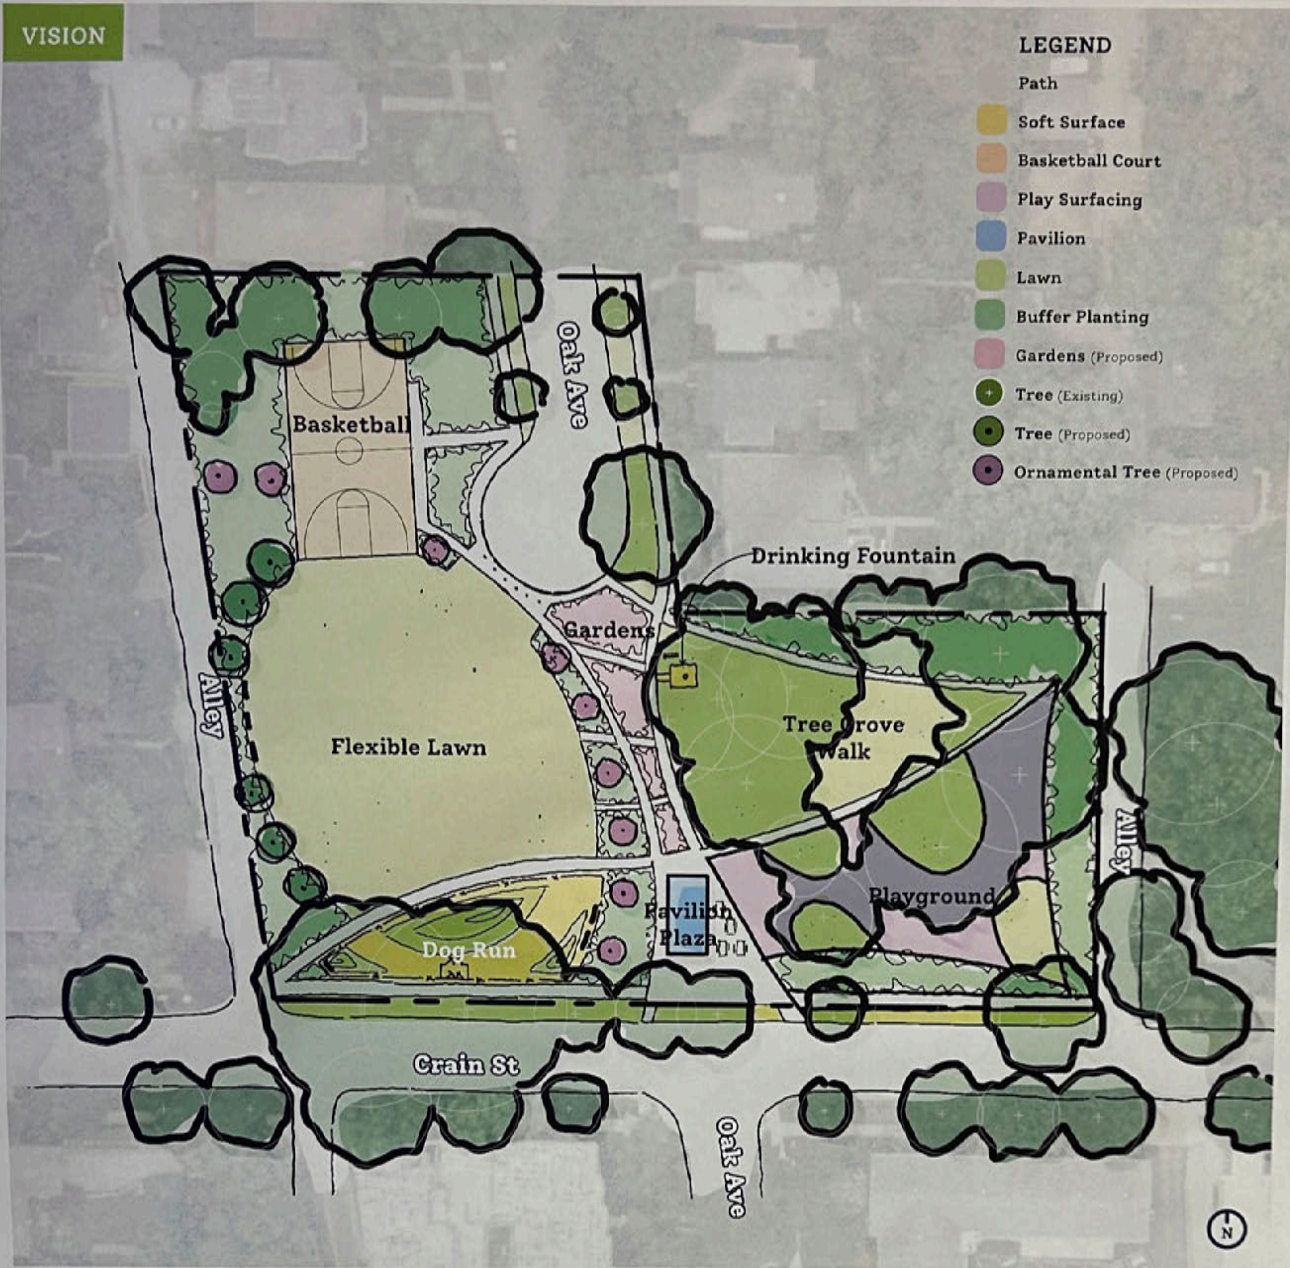 VISION
LEGEND
Path
Soft Surface
Basketball Court
Play Surfacing
Pavilion
Lawn
Buffer Planting
Gardens (Proposed)
Tree (Existing)
Tree (Proposed)
Ornamental Tree (Proposed)
Oak Ave
Basketball
Drinking Fountain
Gardens
Alley
Flexible Lawn
Tree Grove
Walk
Alley
Playground
Pavilion
Plaza
Dog Run
Crain St
Oak Ave
N